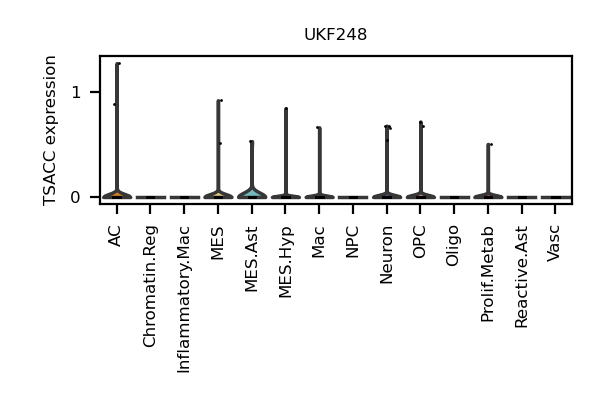 UKF248
TSACC expression
1
0
AC
Chromatin.Reg
Inflammatory.Mac
MES
MES.Ast
MES.Hyp
Mac
NPC
Neuron
OPC
Oligo
Prolif.Metab
Reactive.Ast
Vasc